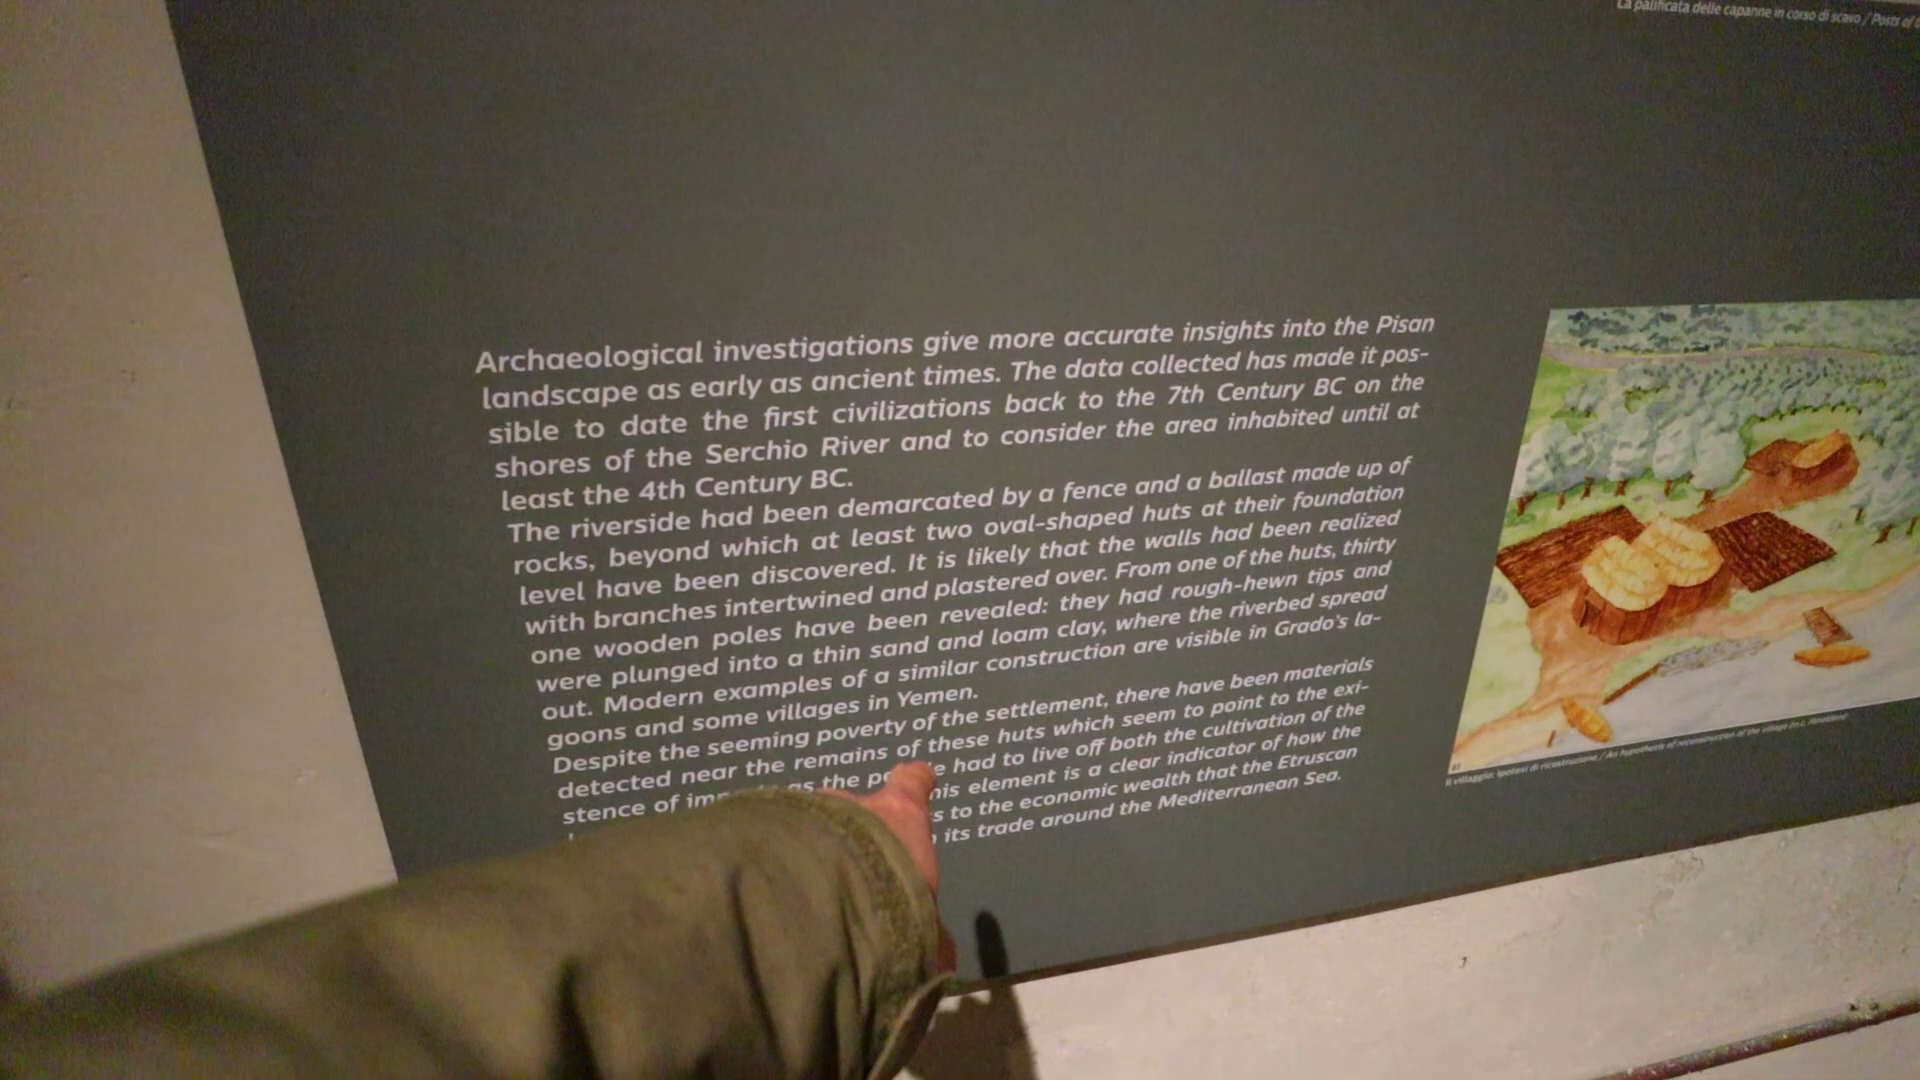 La palificata delle capanne in corso di scavo / Posts of
Archaeological investigations give more accurate insights into the Pisan
landscape as early as ancient times. The data collected has made it pos-
sible to date the first civilizations back to the 7th Century BC on the
shores of the Serchio River and to consider the area inhabited until at
least the 4th Century BC.
The riverside had been demarcated by a fence and a ballast made up of
rocks, beyond which at least two oval-shaped huts at their foundation
level have been discovered. It is likely that the walls had been realized
with branches intertwined and plastered over. From one of the huts, thirty
one wooden poles have been revealed: they had rough-hewn tips and
were plunged into a thin sand and loam clay, where the riverbed spread
out. Modern examples of a similar construction are visible in Grado's la-
goons and some villages in Yemen.
Despite the seeming poverty of the settlement, there have been materials
detected near the remains of these huts which seem to point to the exi-
stence of as the had to live off both the cultivation of the
element is a clear indicator of how the
to the economic wealth that the Etruscan
its trade around the Mediterranean Sea.
Il villaggio: ipotesi di ricostruzione / An hypothesis of reconstruction of the village